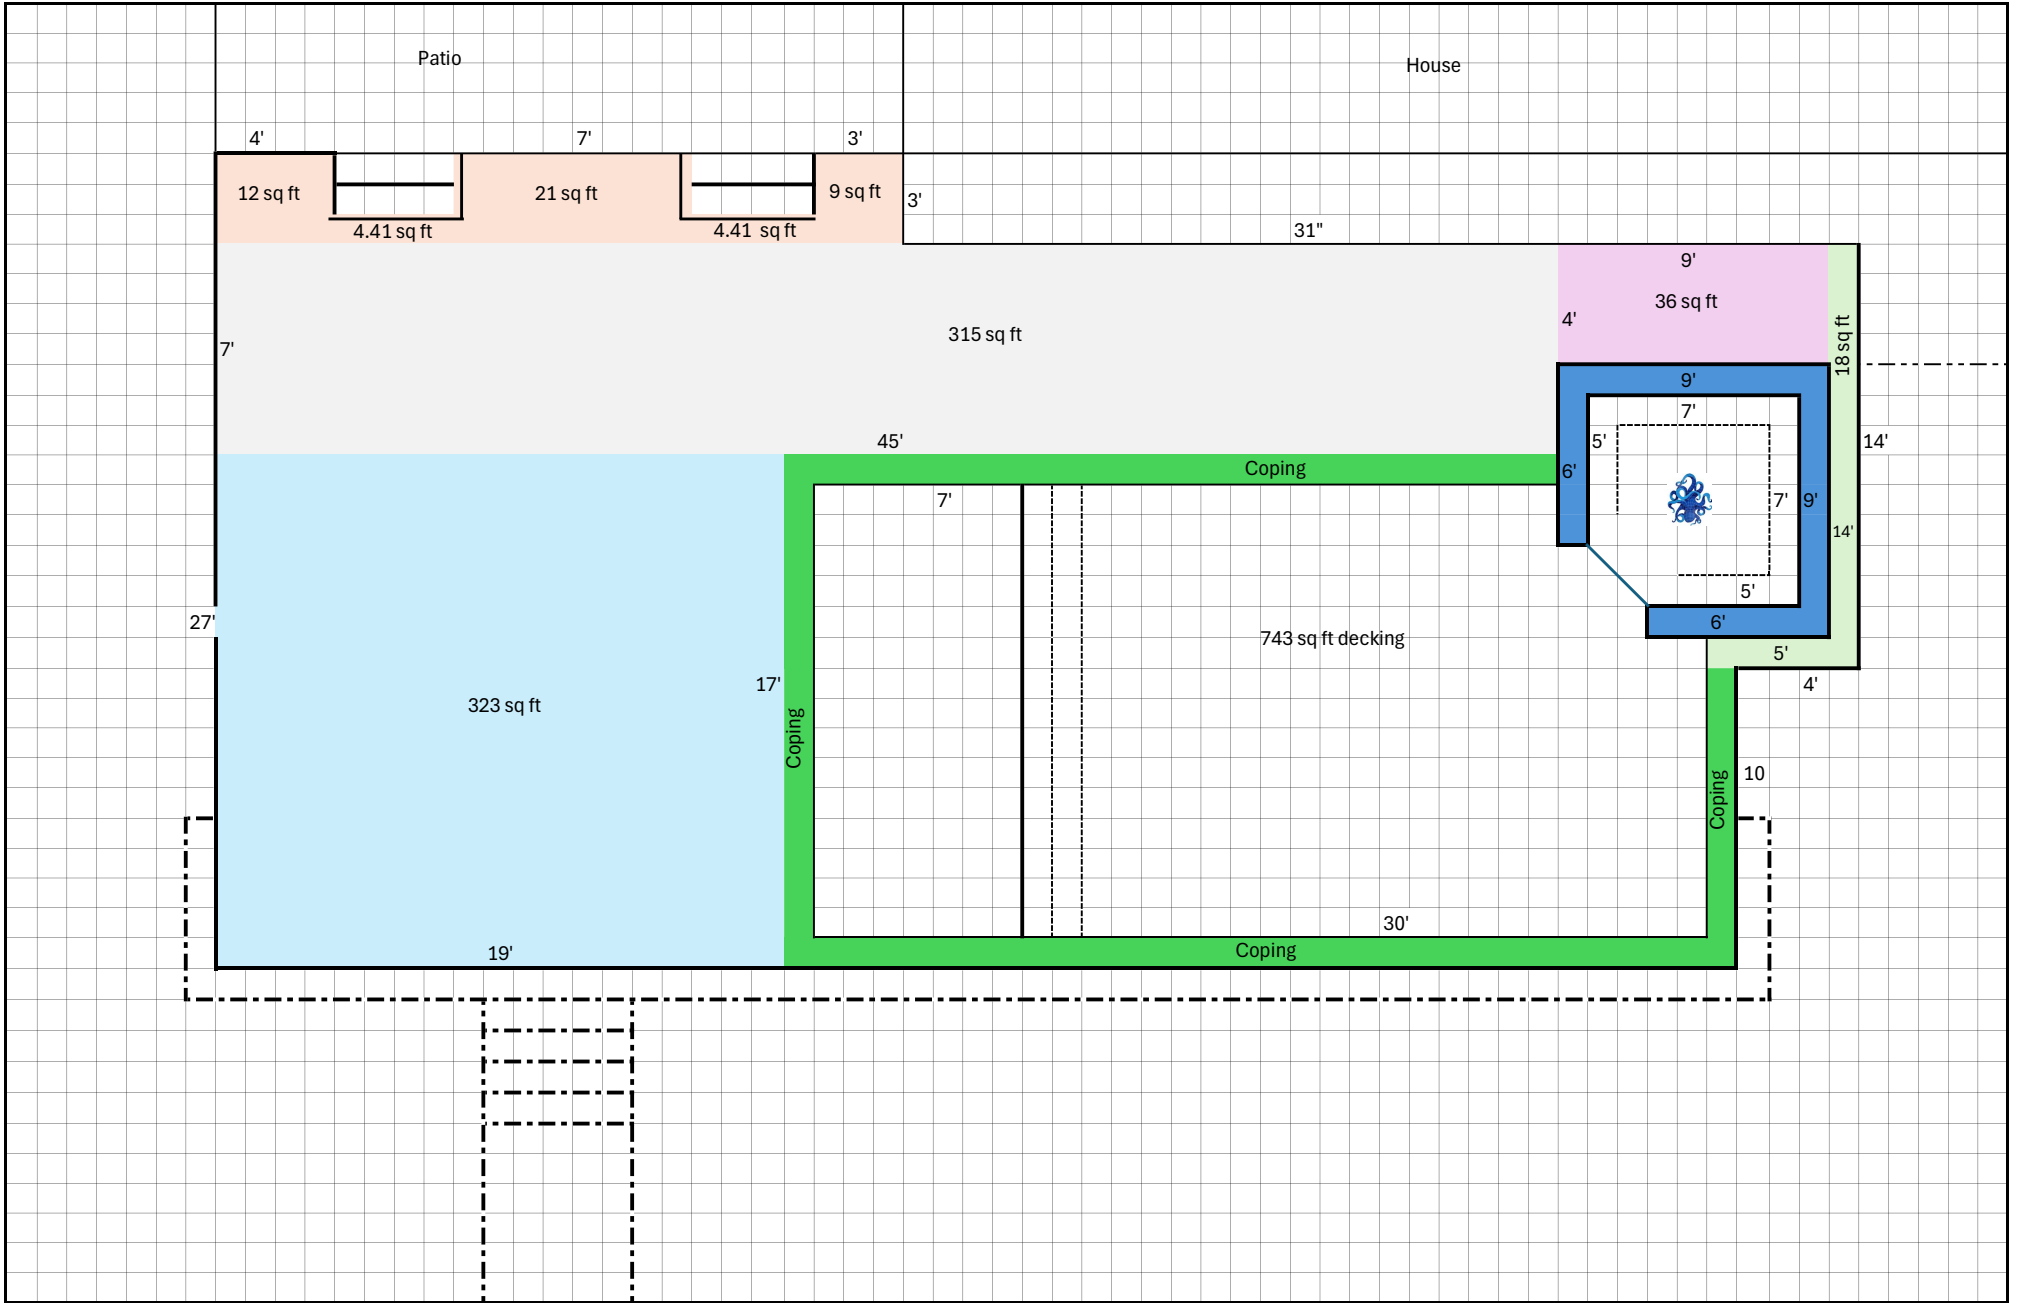 Patio
House
4'
7'
3'
12 sq ft
21 sq ft
9 sq ft
3'
4.41 sq ft
4.41 sq ft
31"
9'
36 sq ft
4'
18 sq ft
315 sq ft
7'
9'
7'
45'
5'
14'
Coping
6'
7'
7'
9'
14'
5'
27'
6'
743 sq ft decking
5'
17'
4'
323 sq ft
Coping
10
Coping
30'
19'
Coping